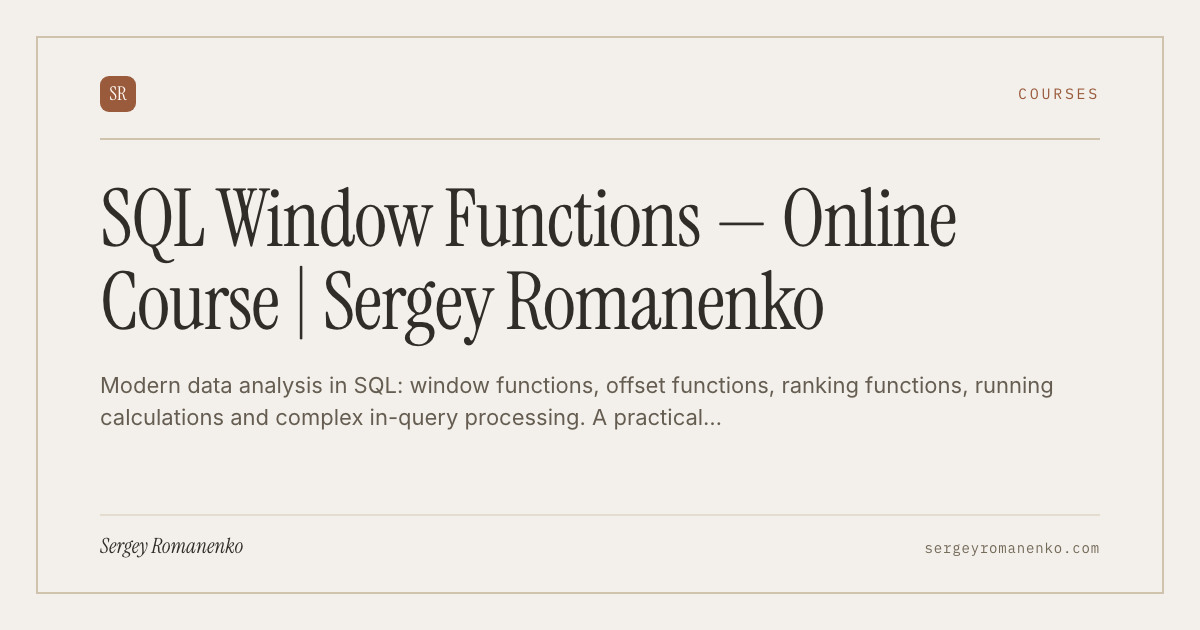 SR
COURSES
SQL Window Functions — Online
Course | Sergey Romanenko
Modern data analysis in SQL: window functions, offset functions, ranking functions, running
calculations and complex in-query processing. A practical...
Sergey Romanenko
sergeyromanenko.com